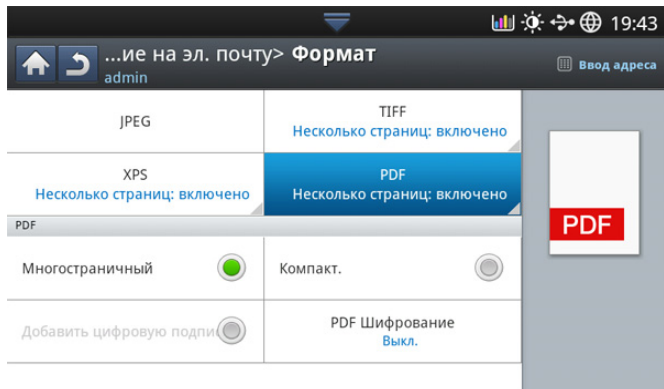 19:43
...ие на эл. почту> Формат
admin
Ввод адреса
JPEG
TIFF
Несколько страниц: включено
XPS
Несколько страниц: включено
PDF
Несколько страниц: включено
PDF
PDF
Многостраничный
Компакт.
Добавить цифровую подпи
PDF Шифрование
Выкл.